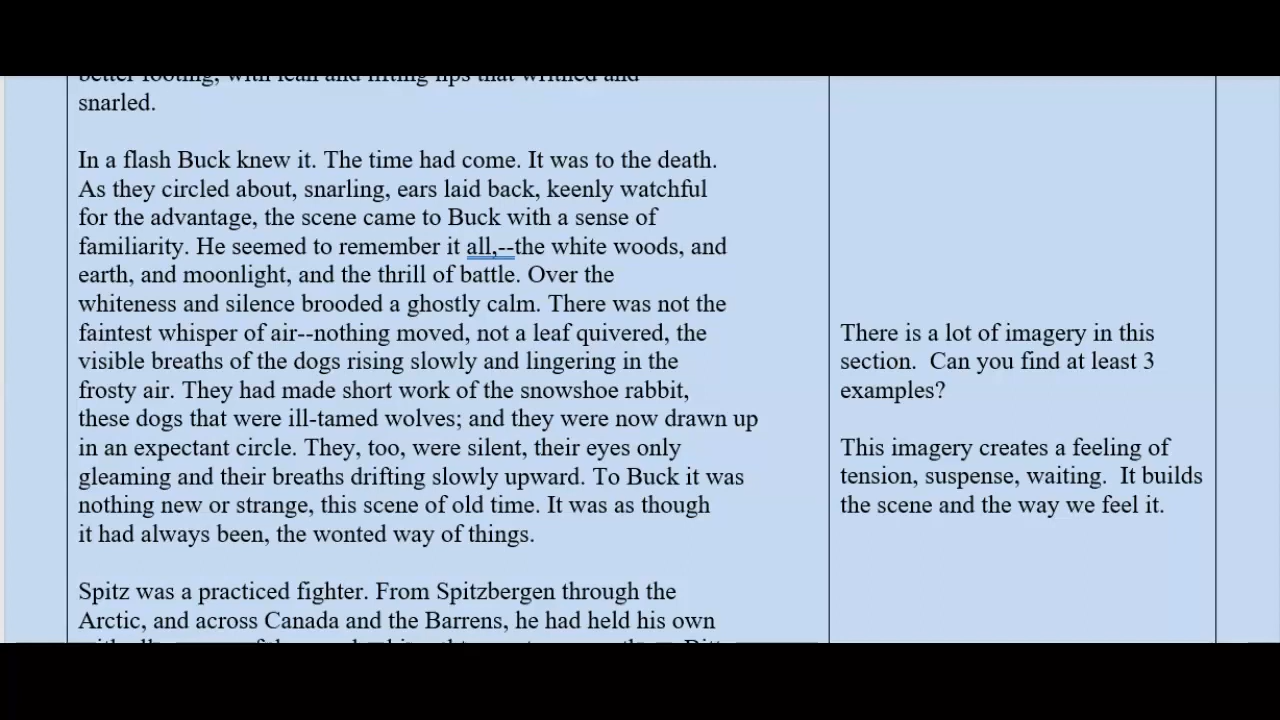 better footing, with lean and lifting lips that writhed and
snarled.
In a flash Buck knew it. The time had come. It was to the death.
As they circled about, snarling, ears laid back, keenly watchful
for the advantage, the scene came to Buck with a sense of
familiarity. He seemed to remember it all,--the white woods, and
earth, and moonlight, and the thrill of battle. Over the
whiteness and silence brooded a ghostly calm. There was not the
faintest whisper of air--nothing moved, not a leaf quivered, the
visible breaths of the dogs rising slowly and lingering in the
frosty air. They had made short work of the snowshoe rabbit,
these dogs that were ill-tamed wolves; and they were now drawn up
in an expectant circle. They, too, were silent, their eyes only
gleaming and their breaths drifting slowly upward. To Buck it was
nothing new or strange, this scene of old time. It was as though
it had always been, the wonted way of things.
Spitz was a practiced fighter. From Spitzbergen through the
Arctic, and across Canada and the Barrens, he had held his own
There is a lot of imagery in this
section.  Can you find at least 3
examples?
This imagery creates a feeling of
tension, suspense, waiting.  It builds
the scene and the way we feel it.